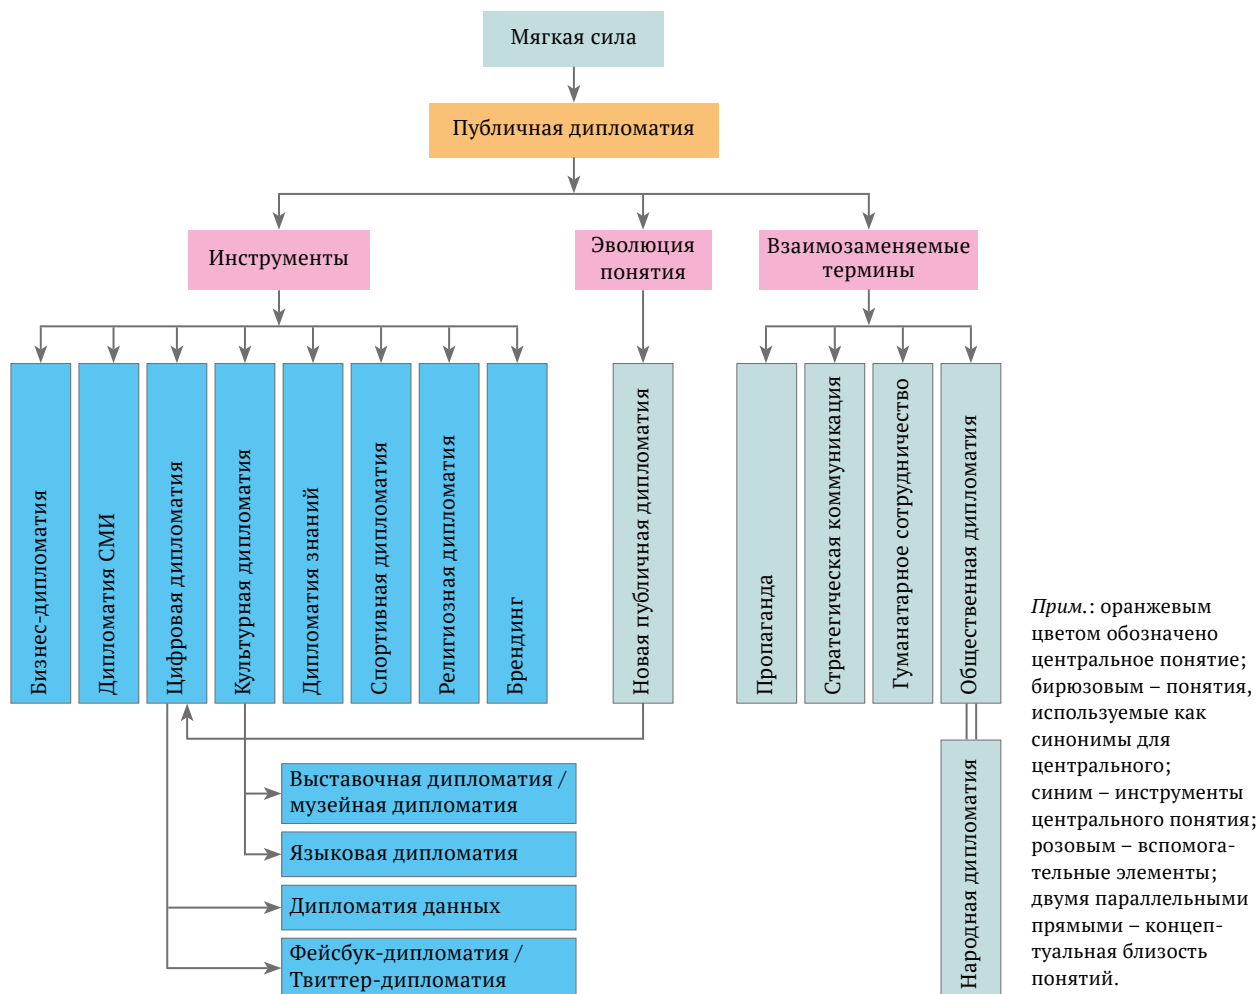 Мягкая сила
Публичная дипломатия
Инструменты
Эволюция
понятия
Взаимозаменяемые
термины
Бизнес-дипломатия
Дипломатия СМИ
Цифровая дипломатия
Культурная дипломатия
Дипломатия знаний
Спортивная дипломатия
Религиозная дипломатия
Брендинг
Новая публичная дипломатия
Пропаганда
Стратегическая коммуникация
Гуманатарное сотрудничество
Общественная дипломатия
Выставочная дипломатия /
музейная дипломатия
Языковая дипломатия
Дипломатия данных
Фейсбук-дипломатия /
Твиттер-дипломатия
Народная дипломатия
Прим.: оранжевым
цветом обозначено
центральное понятие;
бирюзовым – понятия,
используемые как
синонимы для
центрального;
синим – инструменты
центрального понятия;
розовым – вспомога-
тельные элементы;
двумя параллельными
прямыми – концеп-
туальная близость
понятий.